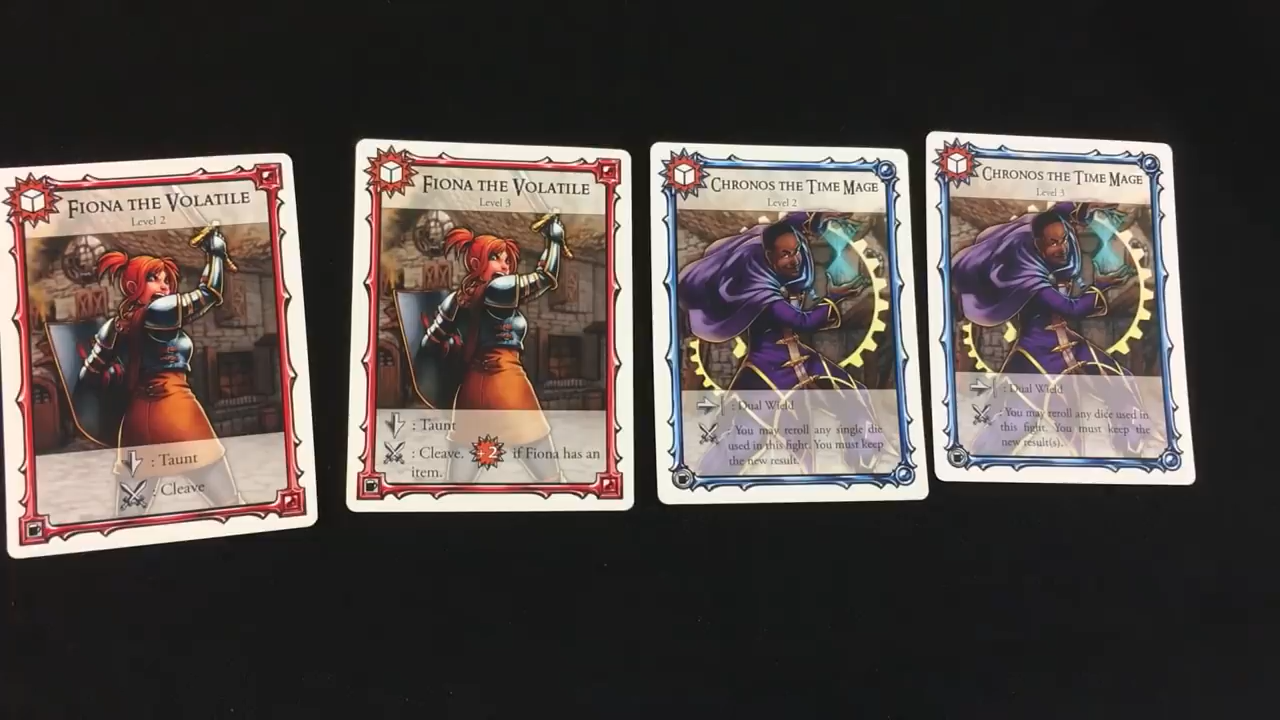 FIONA THE VOLATILE
Level 2
: Taunt
: Cleave
FIONA THE VOLATILE
Level 3
: Taunt
: Cleave. +2 if Fiona has an
item.
CHRONOS THE TIME MAGE
Level 2
: Dual Wield
: You may reroll any single die
used in this fight. You must keep
the new result.
CHRONOS THE TIME MAGE
Level 3
: Dual Wield
: You may reroll any dice used in
this fight. You must keep the
new result(s).